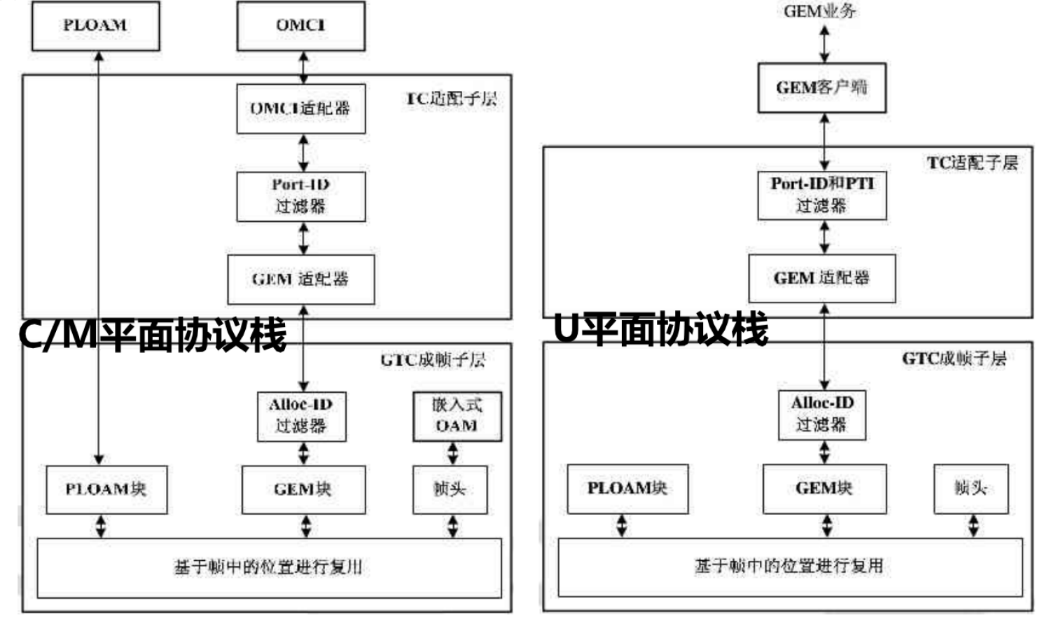 PLOAM
OMCI
TC适配子层
OMCI适配器
Port-ID
过滤器
GEM 适配器
C/M平面协议栈
GTC成帧子层
Alloc-ID
过滤器
嵌入式
OAM
PLOAM块
GEM块
帧头
基于帧中的位置进行复用
GEM业务
GEM客户端
TC适配子层
Port-ID和PTI
过滤器
GEM 适配器
U平面协议栈
GTC成帧子层
Alloc-ID
过滤器
PLOAM块
GEM块
帧头
基于帧中的位置进行复用